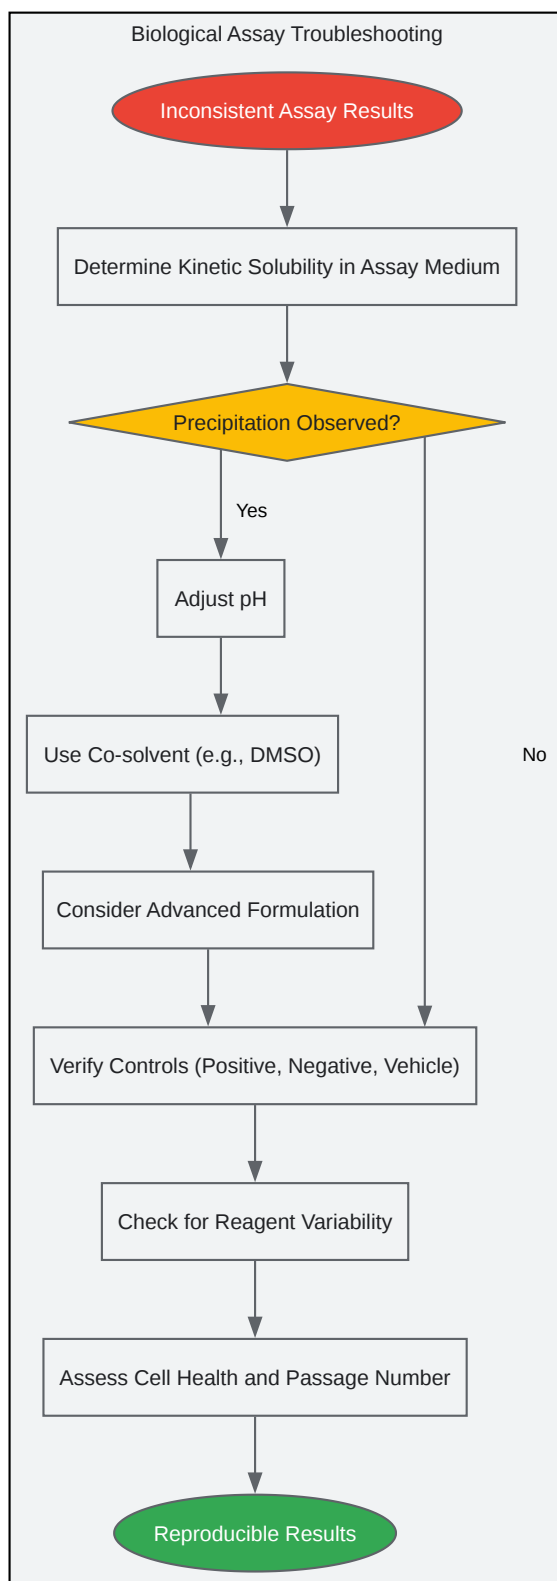 Biological Assay Troubleshooting
Inconsistent Assay Results
Determine Kinetic Solubility in Assay Medium
Precipitation Observed?
Yes
Adjust pH
Use Co-solvent (e.g., DMSO)
No
Consider Advanced Formulation
Verify Controls (Positive, Negative, Vehicle)
Check for Reagent Variability
Assess Cell Health and Passage Number
Reproducible Results